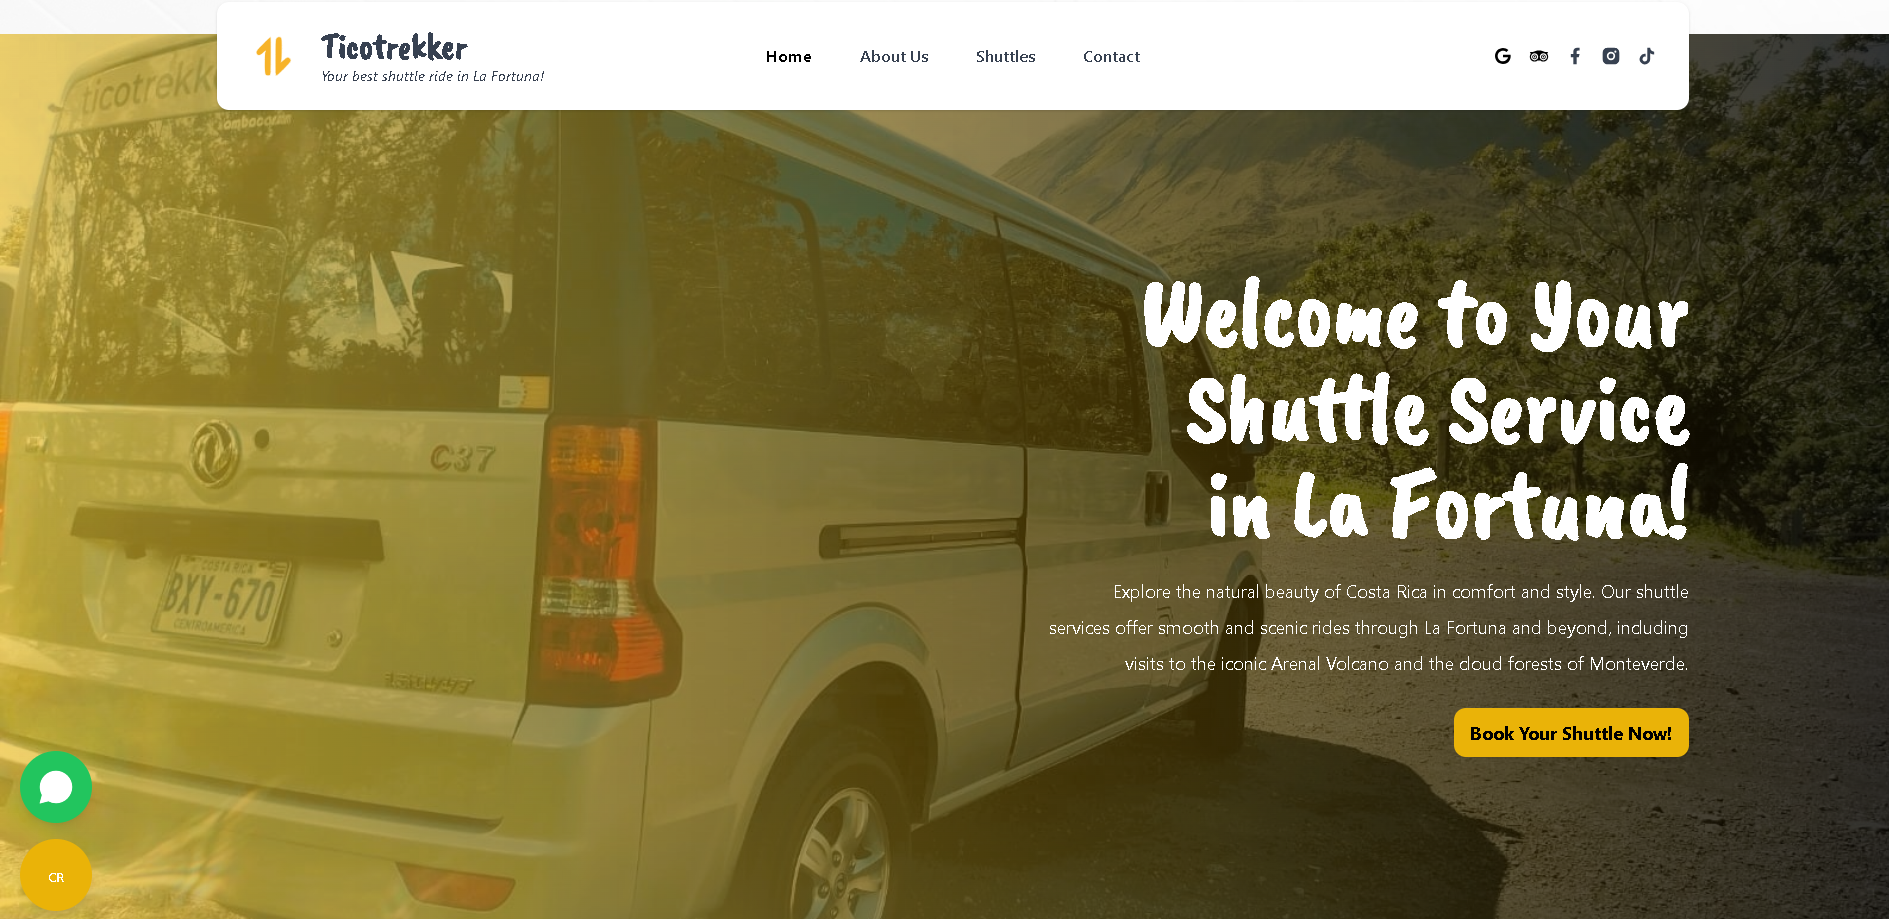 Ticotrekker
Your best shuttle ride in La Fortuna!
Home
About Us
Shuttles
Contact
ticotrekk
C37
COSTA RICA
BXY-670
CENTROAMERICA
Welcome to Your
Shuttle Service
in La Fortuna!
Explore the natural beauty of Costa Rica in comfort and style. Our shuttle
services offer smooth and scenic rides through La Fortuna and beyond, including
visits to the iconic Arenal Volcano and the cloud forests of Monteverde.
Book Your Shuttle Now!
CR